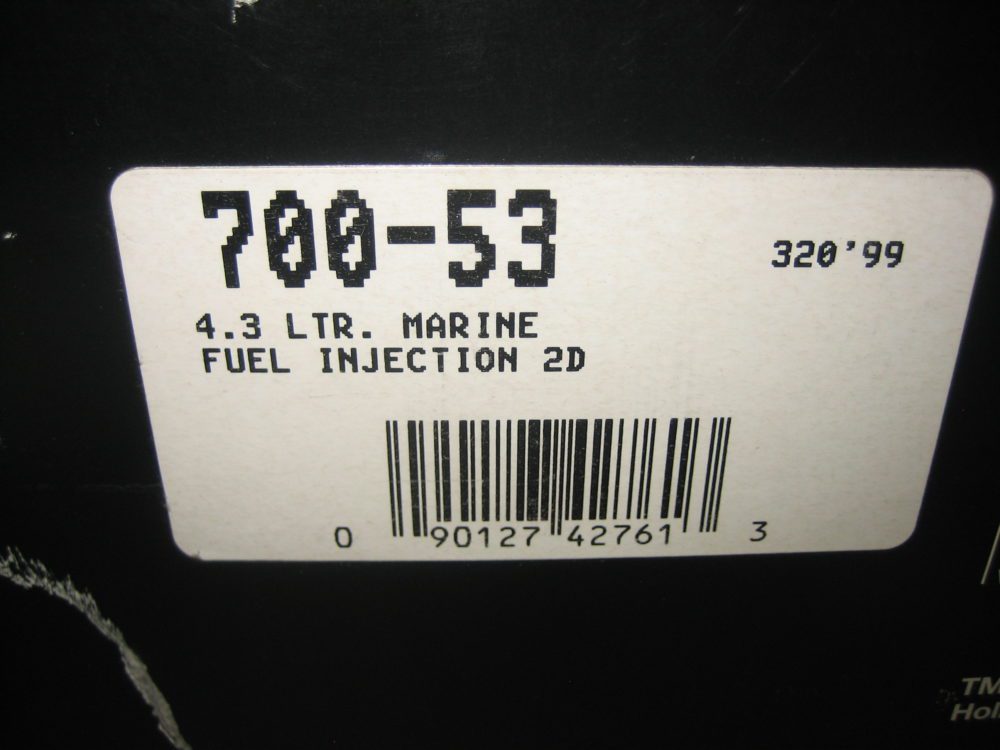 700-53
320'99
4.3 LTR. MARINE
FUEL INJECTION 2D
0 90127 42761 3
TM